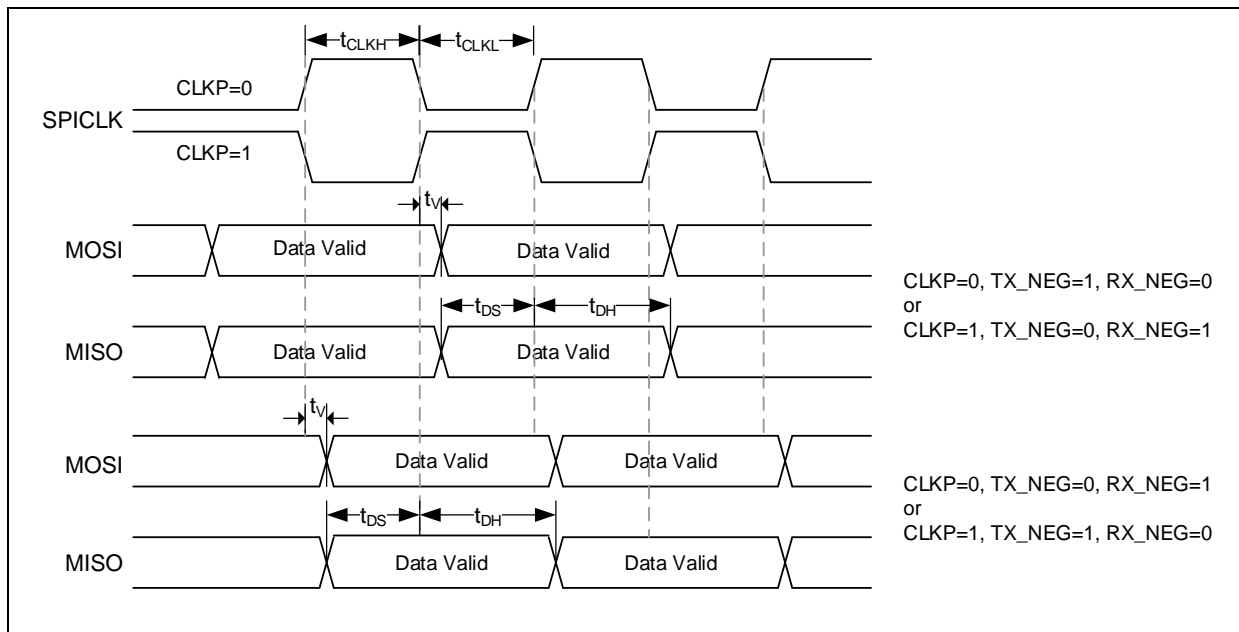 tCLKH
tCLKL
CLKP=0
SPICLK
CLKP=1
tV
MOSI
Data Valid
Data Valid
CLKP=0, TX_NEG=1, RX_NEG=0
or
CLKP=1, TX_NEG=0, RX_NEG=1
tDS
tDH
MISO
Data Valid
Data Valid
tV
MOSI
Data Valid
Data Valid
CLKP=0, TX_NEG=0, RX_NEG=1
or
CLKP=1, TX_NEG=1, RX_NEG=0
tDS
tDH
MISO
Data Valid
Data Valid